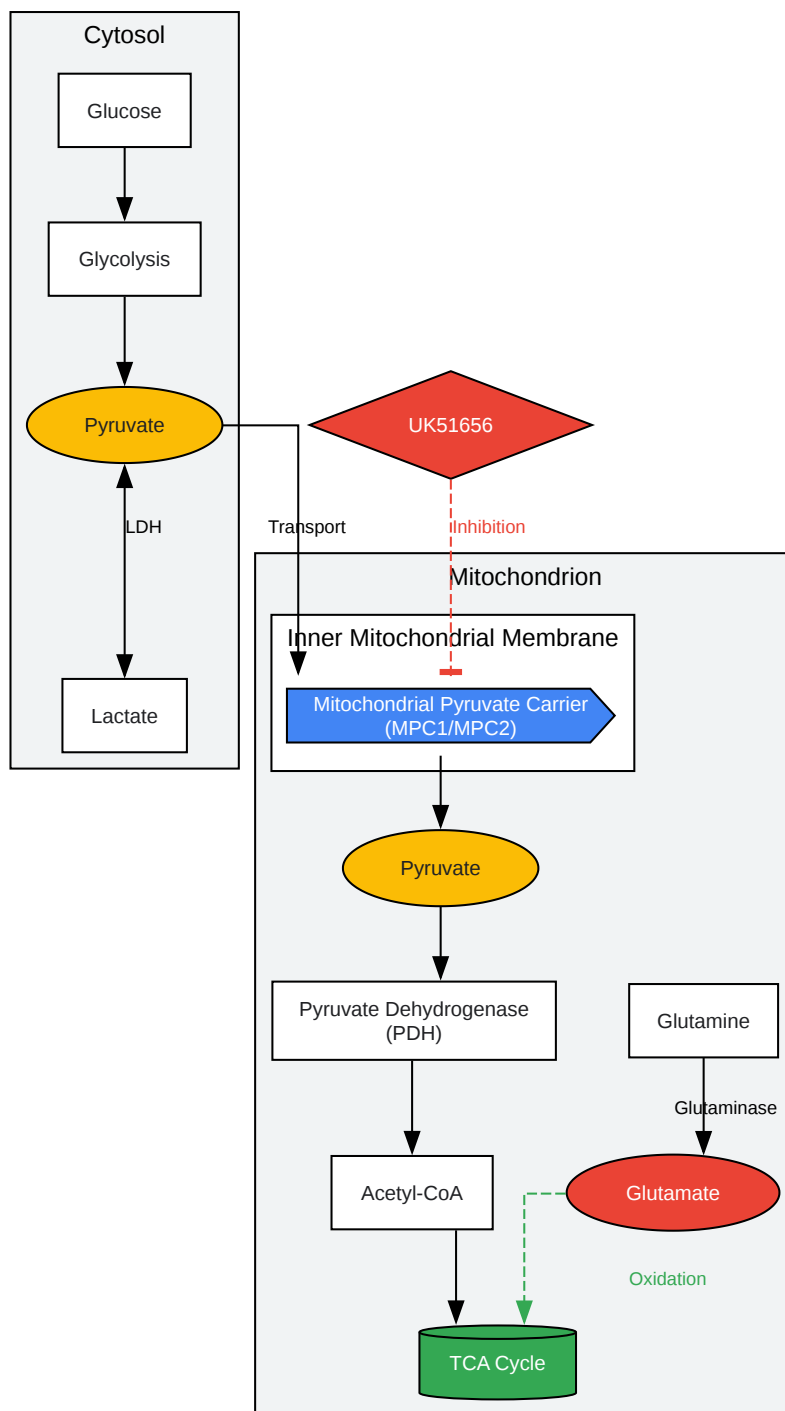 Cytosol
Glucose
Glycolysis
Pyruvate
UK51656
LDH
Transport
Inhibition
Mitochondrion
Inner Mitochondrial Membrane
Lactate
Mitochondrial Pyruvate Carrier
(MPC1/MPC2)
Pyruvate
Pyruvate Dehydrogenase
(PDH)
Glutamine
Glutaminase
Acetyl-CoA
Glutamate
Oxidation
TCA Cycle